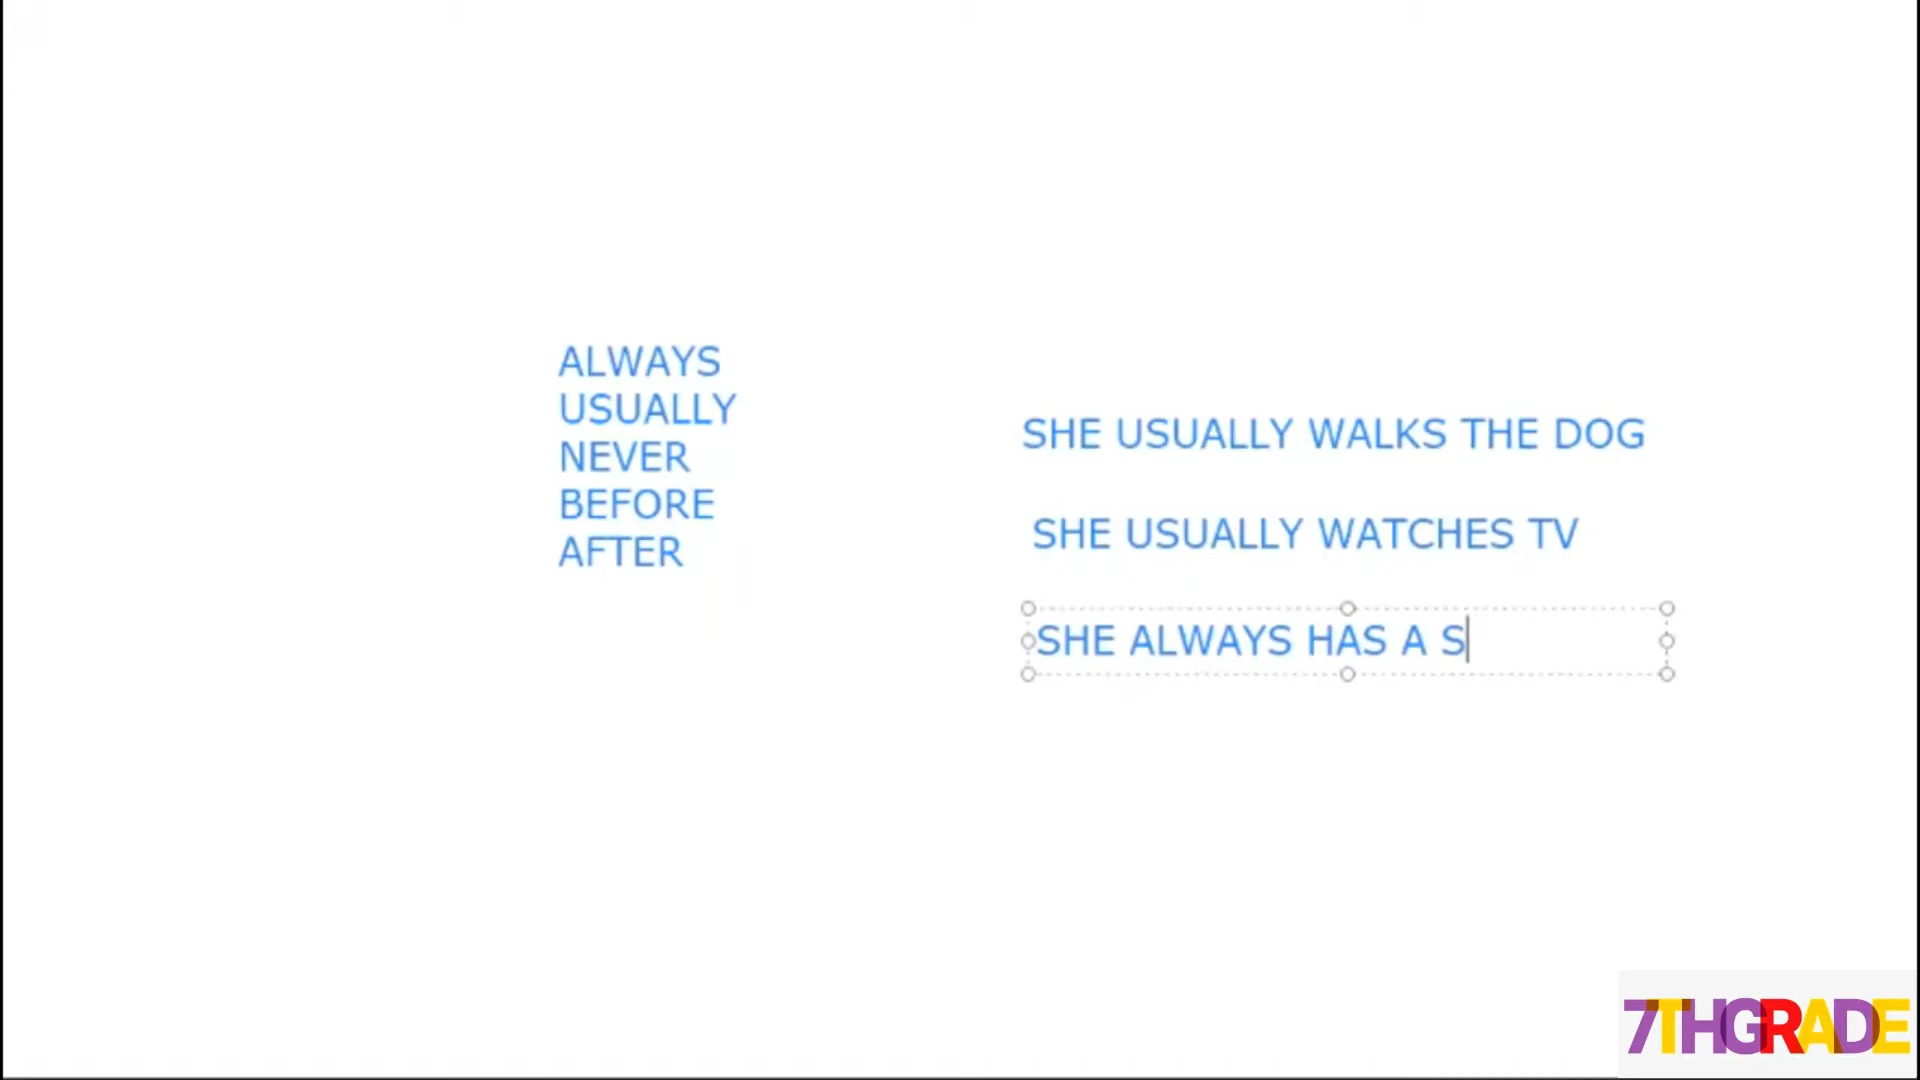 ALWAYS
USUALLY
NEVER
BEFORE
AFTER
SHE USUALLY WALKS THE DOG
SHE USUALLY WATCHES TV
SHE ALWAYS HAS A S
7THGRADE